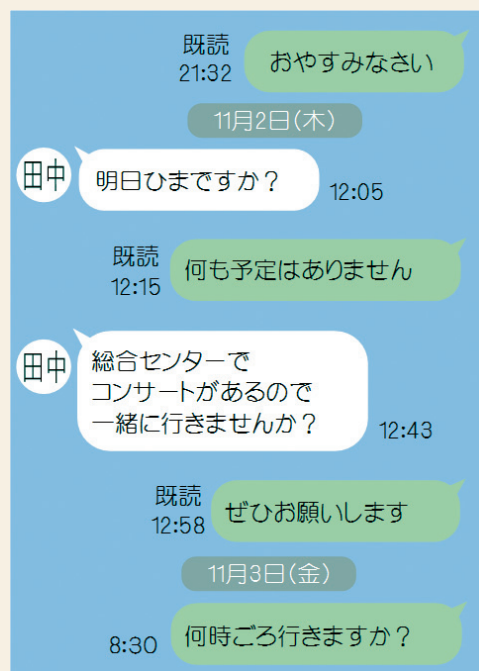 既読
21:32
おやすみなさい
11月2日(木)
田中
明日ひまですか？
12:05
既読
12:15
何も予定はありません
田中
総合センターで
コンサートがあるので
一緒に行きませんか？
12:43
既読
12:58
ぜひお願いします
11月3日(金)
8:30
何時ごろ行きますか？